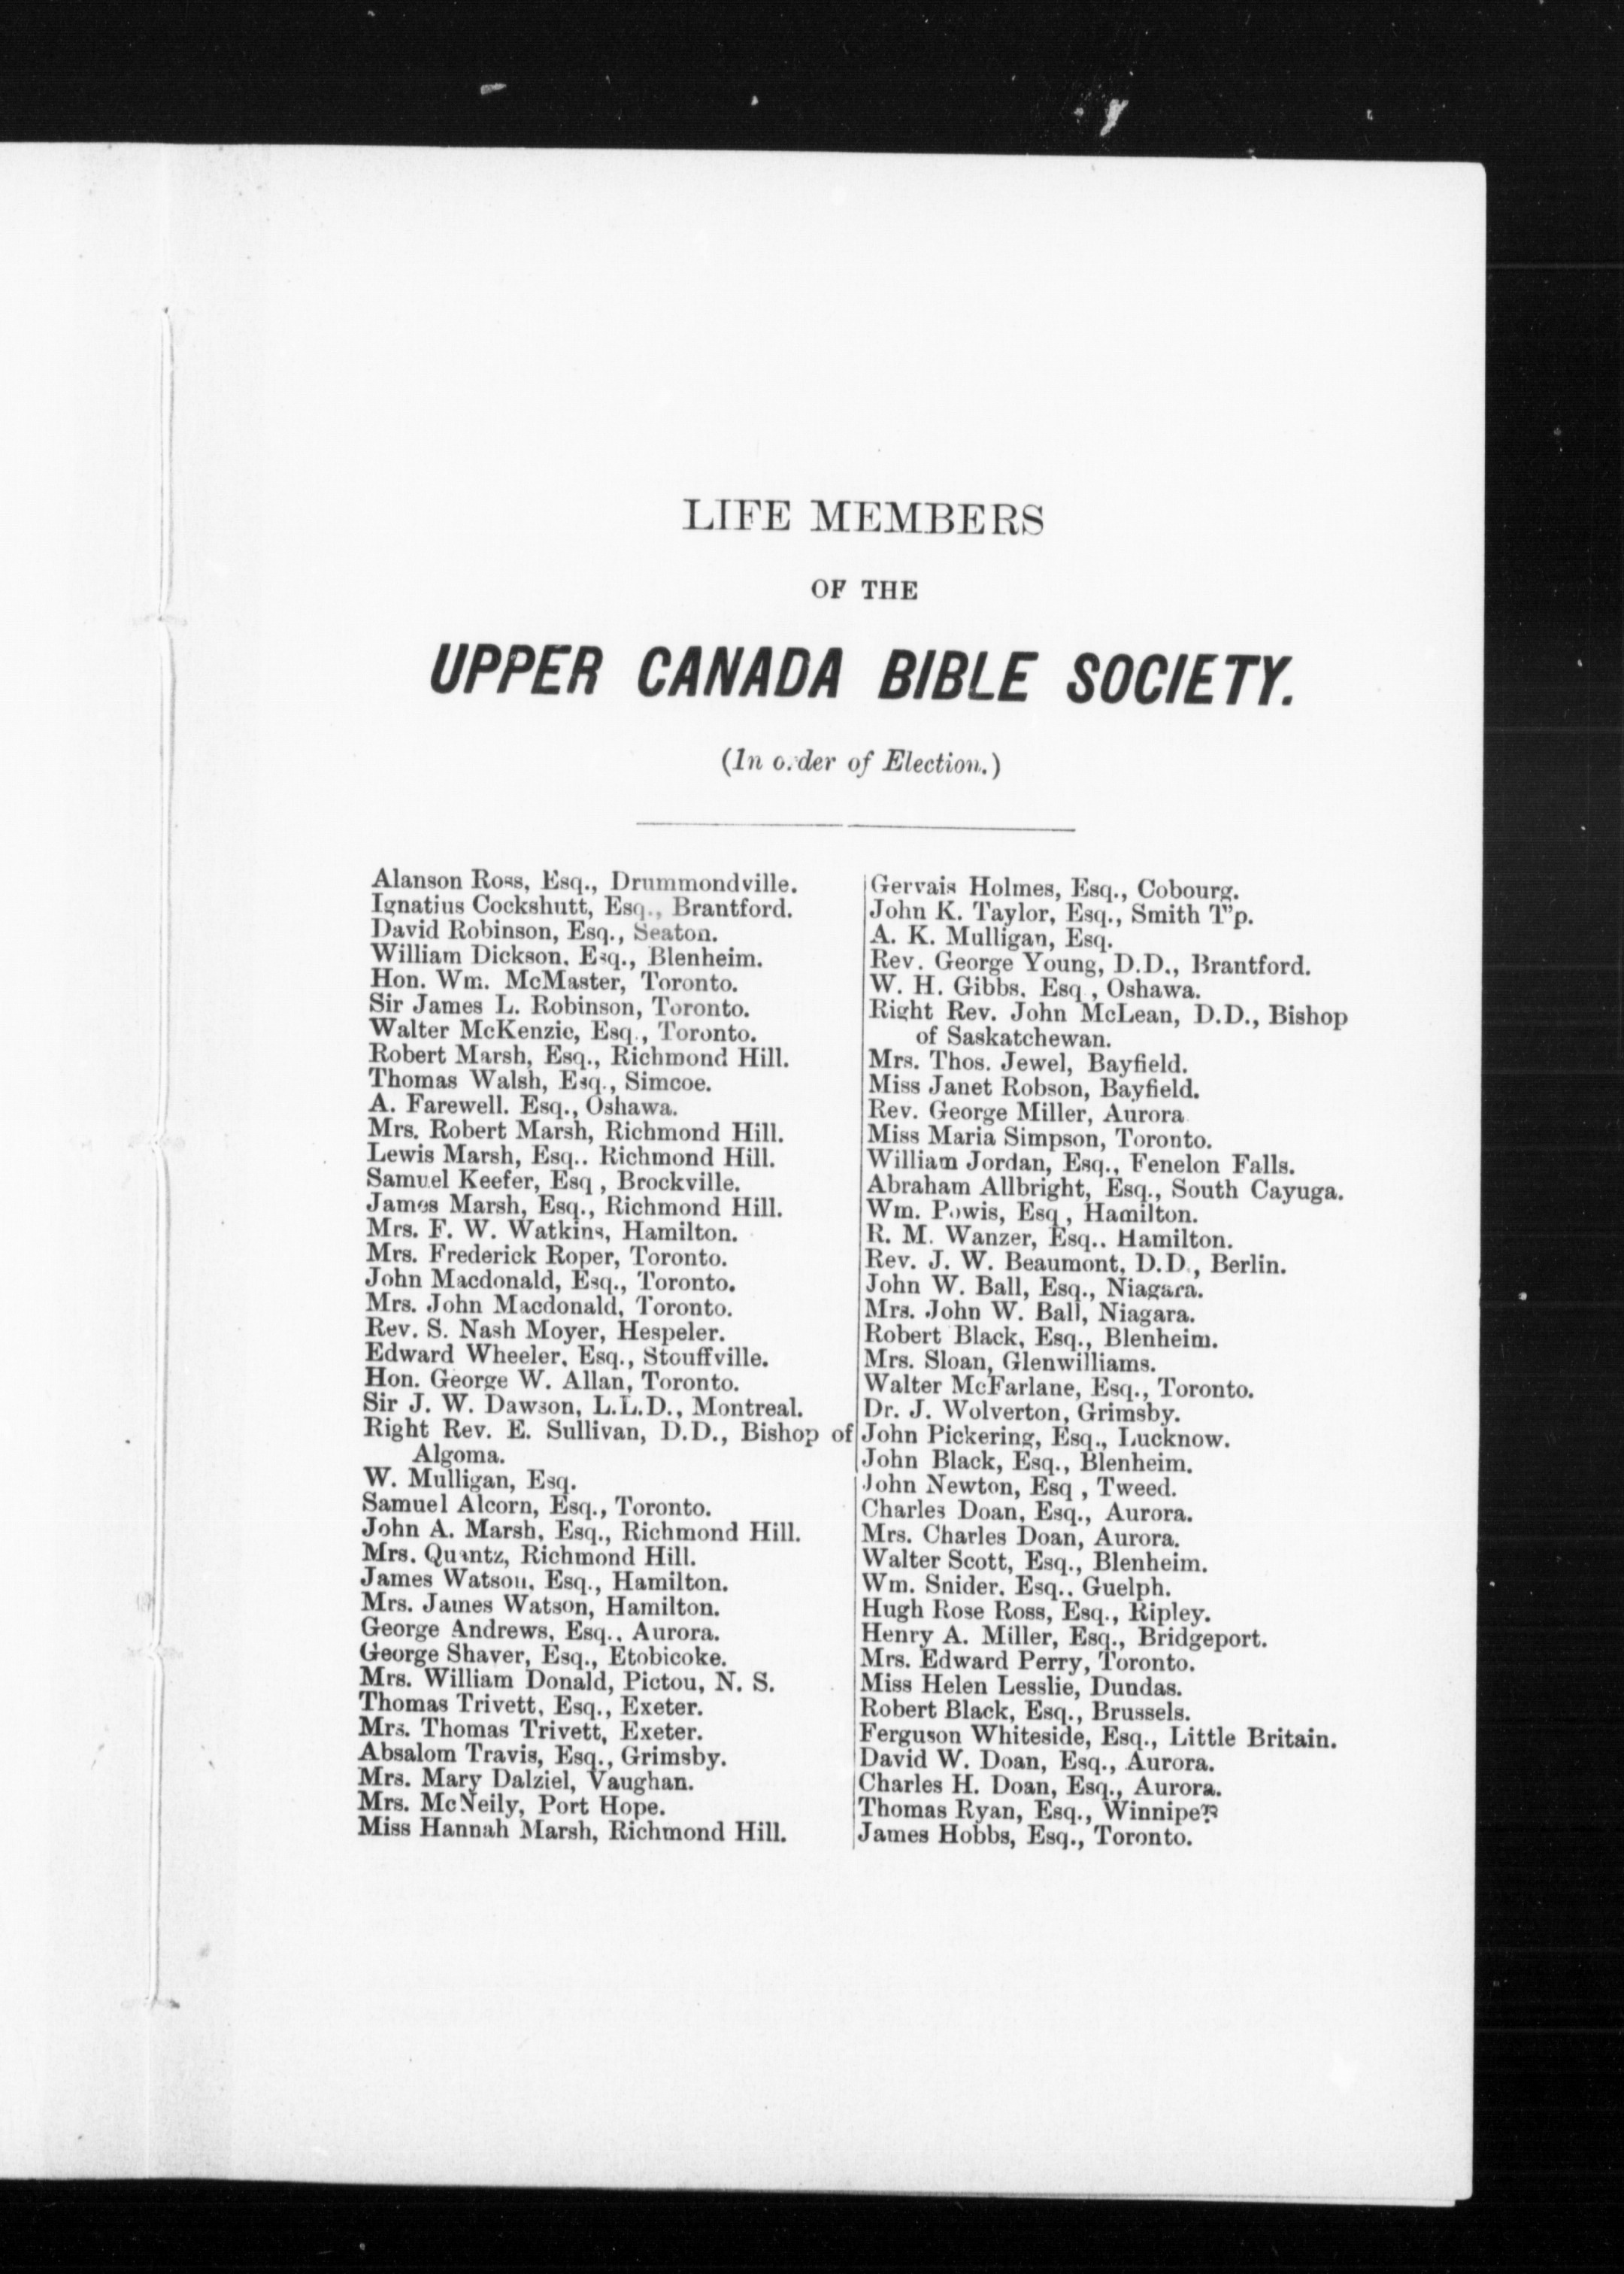 LIFE MEMBERS
OF THE
UPPER CANADA BIBLE SOCIETY.
(In order of Election.)
Alanson Ross, Esq., Drummondville.
Ignatius Cockshutt, Esq., Brantford.
David Robinson, Esq., Seaton.
William Dickson, Esq., Blenheim.
Hon. Wm. McMaster, Toronto.
Sir James L. Robinson, Toronto.
Walter McKenzie, Esq., Toronto.
Robert Marsh, Esq., Richmond Hill.
Thomas Walsh, Esq., Simcoe.
A. Farewell. Esq., Oshawa.
Mrs. Robert Marsh, Richmond Hill.
Lewis Marsh, Esq.. Richmond Hill.
Samuel Keefer, Esq , Brockville.
James Marsh, Esq., Richmond Hill.
Mrs. F. W. Watkins, Hamilton.
Mrs. Frederick Roper, Toronto.
John Macdonald, Esq., Toronto.
Mrs. John Macdonald, Toronto.
Rev. S. Nash Moyer, Hespeler.
Edward Wheeler, Esq., Stouffville.
Hon. George W. Allan, Toronto.
Sir J. W. Dawson, L.L.D., Montreal.
Right Rev. E. Sullivan, D.D., Bishop of
Algoma.
W. Mulligan, Esq.
Samuel Alcorn, Esq., Toronto.
John A. Marsh, Esq., Richmond Hill.
Mrs. Quantz, Richmond Hill.
James Watson, Esq., Hamilton.
Mrs. James Watson, Hamilton.
George Andrews, Esq., Aurora.
George Shaver, Esq., Etobicoke.
Mrs. William Donald, Pictou, N. S.
Thomas Trivett, Esq., Exeter.
Mrs. Thomas Trivett, Exeter.
Absalom Travis, Esq., Grimsby.
Mrs. Mary Dalziel, Vaughan.
Mrs. McNeily, Port Hope.
Miss Hannah Marsh, Richmond Hill.
Gervais Holmes, Esq., Cobourg.
John K. Taylor, Esq., Smith T'p.
A. K. Mulligan, Esq.
Rev. George Young, D.D., Brantford.
W. H. Gibbs, Esq , Oshawa.
Right Rev. John McLean, D.D., Bishop
of Saskatchewan.
Mrs. Thos. Jewel, Bayfield.
Miss Janet Robson, Bayfield.
Rev. George Miller, Aurora
Miss Maria Simpson, Toronto.
William Jordan, Esq., Fenelon Falls.
Abraham Allbright, Esq., South Cayuga.
Wm. Powis, Esq , Hamilton.
R. M. Wanzer, Esq.. Hamilton.
Rev. J. W. Beaumont, D.D., Berlin.
John W. Ball, Esq., Niagara.
Mrs. John W. Ball, Niagara.
Robert Black, Esq., Blenheim.
Mrs. Sloan, Glenwilliams.
Walter McFarlane, Esq., Toronto.
Dr. J. Wolverton, Grimsby.
John Pickering, Esq., Lucknow.
John Black, Esq., Blenheim.
John Newton, Esq , Tweed.
Charles Doan, Esq., Aurora.
Mrs. Charles Doan, Aurora.
Walter Scott, Esq., Blenheim.
Wm. Snider. Esq.. Guelph.
Hugh Rose Ross, Esq., Ripley.
Henry A. Miller, Esq., Bridgeport.
Mrs. Edward Perry, Toronto.
Miss Helen Lesslie, Dundas.
Robert Black, Esq., Brussels.
Ferguson Whiteside, Esq., Little Britain.
David W. Doan, Esq., Aurora.
Charles H. Doan, Esq., Aurora.
Thomas Ryan, Esq., Winnipeg
James Hobbs, Esq., Toronto.